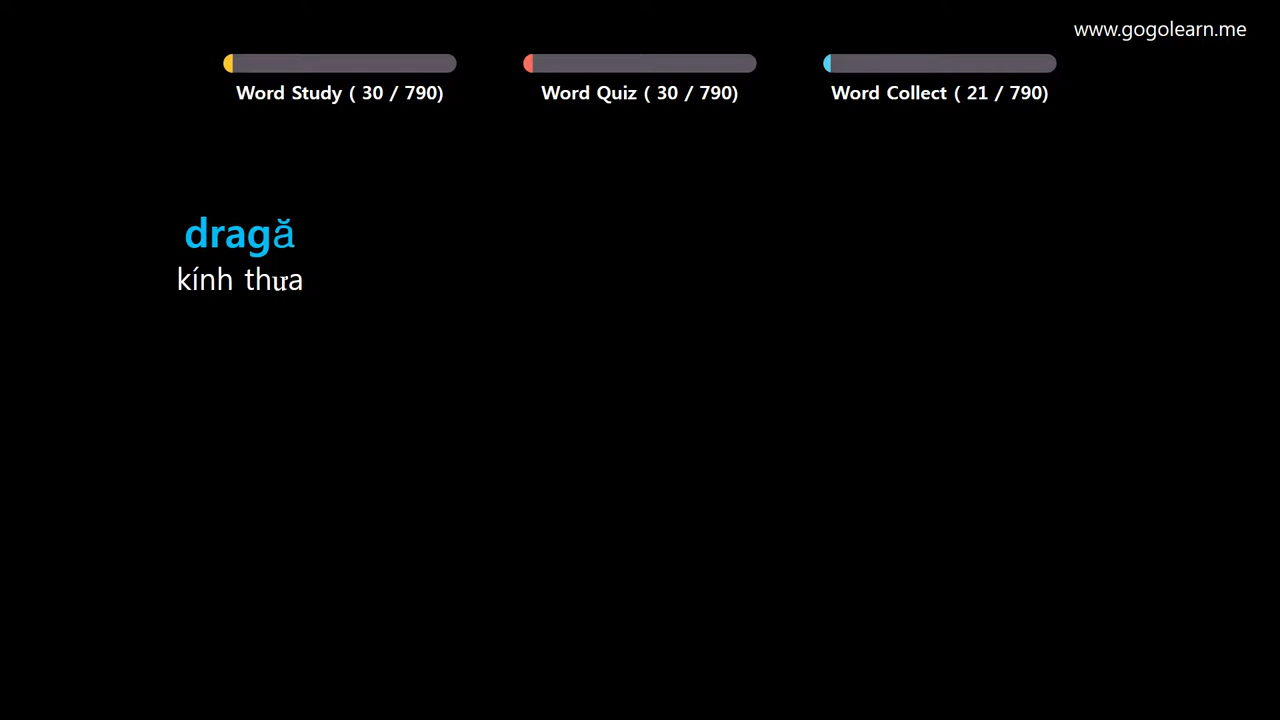 www.gogolearn.me
Word Study ( 30 / 790)
Word Quiz ( 30 / 790)
Word Collect ( 21 / 790)
dragă
kính thưa